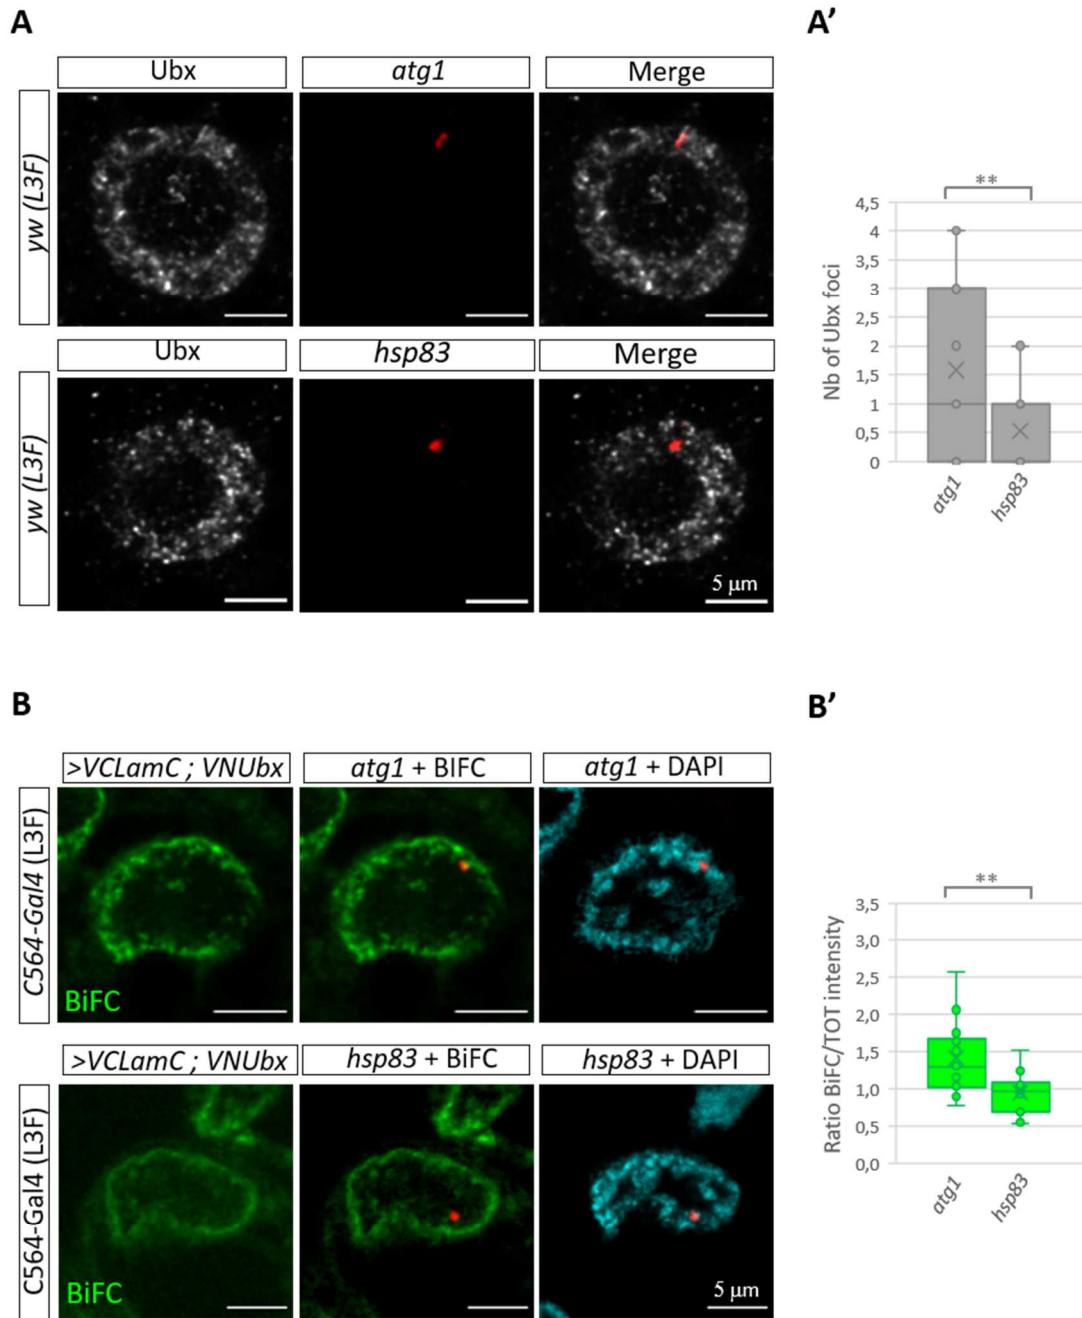 A
A'
Ubx
atg1
Merge
yw (L3F)
Ubx
hsp83
Merge
yw (L3F)
5 µm
**
4,5
4
3,5
3
2,5
2
1,5
1
0,5
0
Nb of Ubx foci
atg1
hsp83
B
B'
>VCLamC ; VNUbx
atg1 + BIFC
atg1 + DAPI
C564-Gal4 (L3F)
BiFC
>VCLamC ; VNUbx
hsp83 + BiFC
hsp83 + DAPI
C564-Gal4 (L3F)
BiFC
5 µm
**
3,5
3,0
2,5
2,0
1,5
1,0
0,5
0,0
Ratio BiFC/TOT intensity
atg1
hsp83